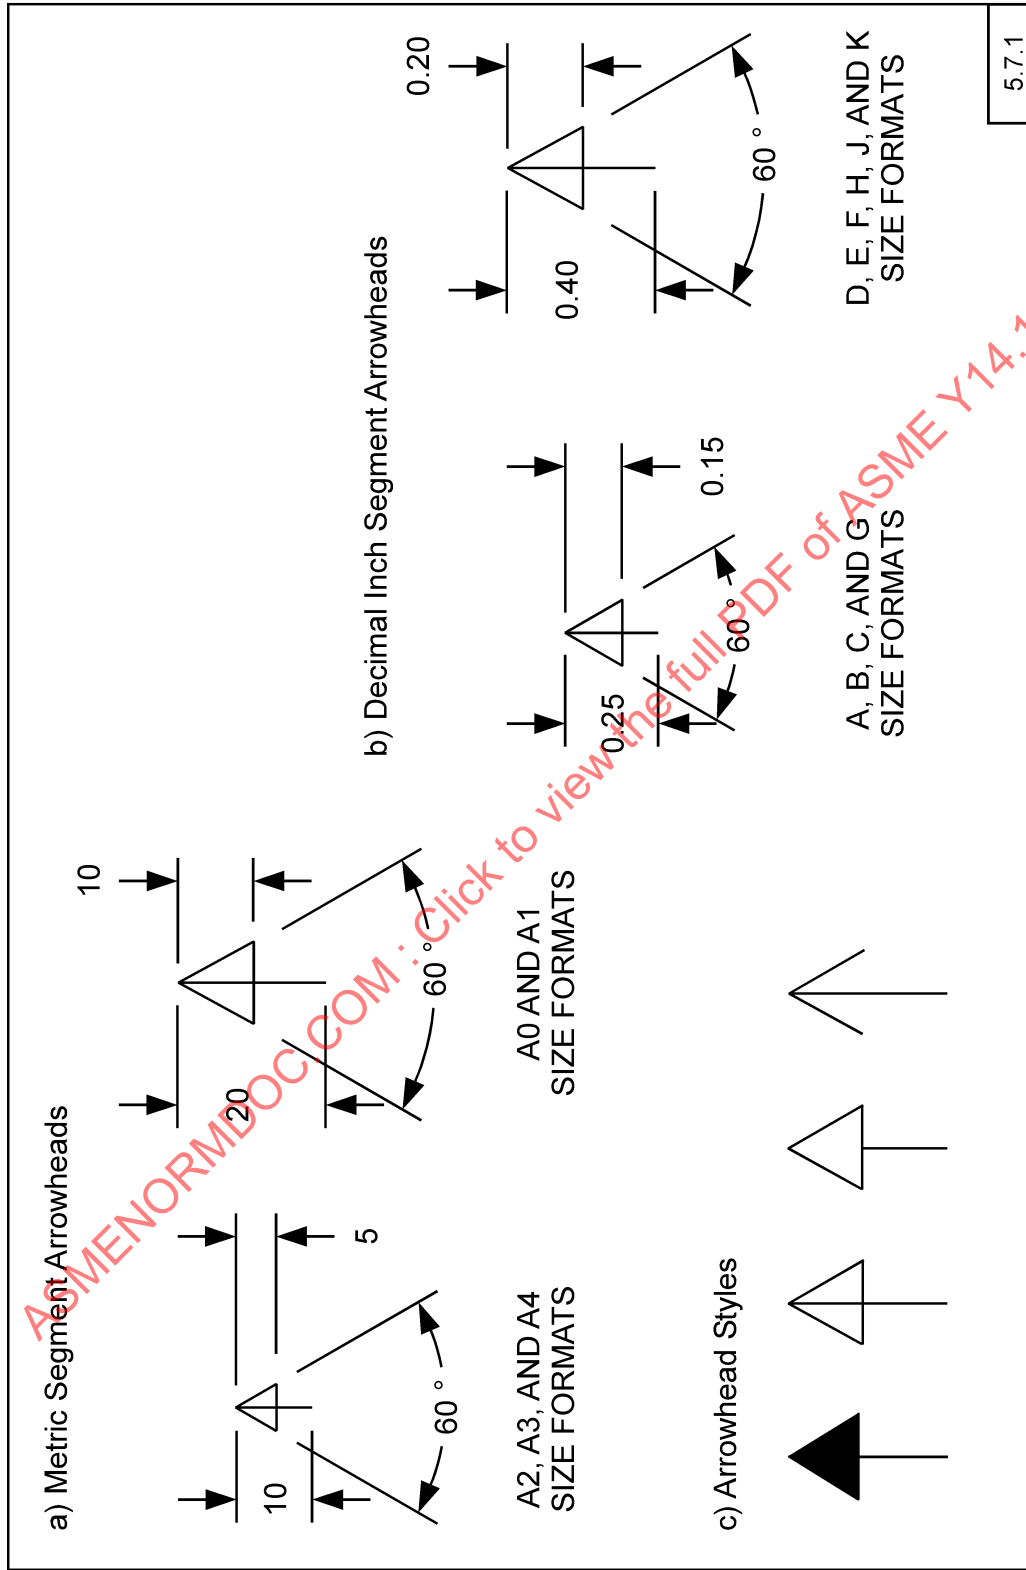 a) Metric Segment Arrowheads
10
5
60 °
A2, A3, AND A4
SIZE FORMATS
20
10
60 °
A0 AND A1
SIZE FORMATS
b) Decimal Inch Segment Arrowheads
0.25
0.15
60 °
A, B, C, AND G
SIZE FORMATS
0.40
0.20
60 °
D, E, F, H, J, AND K
SIZE FORMATS
c) Arrowhead Styles
5.7.1
ASMENORMDOC.COM : Click to view the full PDF of ASME Y14.1